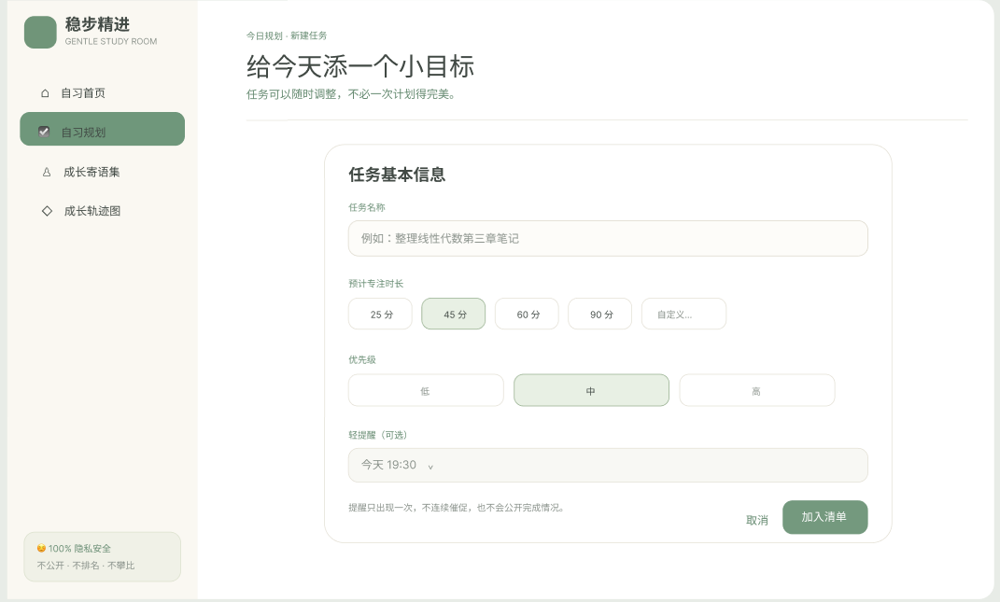 稳步精进
GENTLE STUDY ROOM
自习首页
自习规划
成长寄语集
成长轨迹图
100% 隐私安全
不公开 · 不排名 · 不攀比
今日规划 · 新建任务
给今天添一个小目标
任务可以随时调整，不必一次计划得完美。
任务基本信息
任务名称
例如：整理线性代数第三章笔记
预计专注时长
25 分 45 分 60 分 90 分 自定义...
优先级
低 中 高
轻提醒（可选）
今天 19:30
提醒只出现一次，不连续催促，也不会公开完成情况。
取消 加入清单